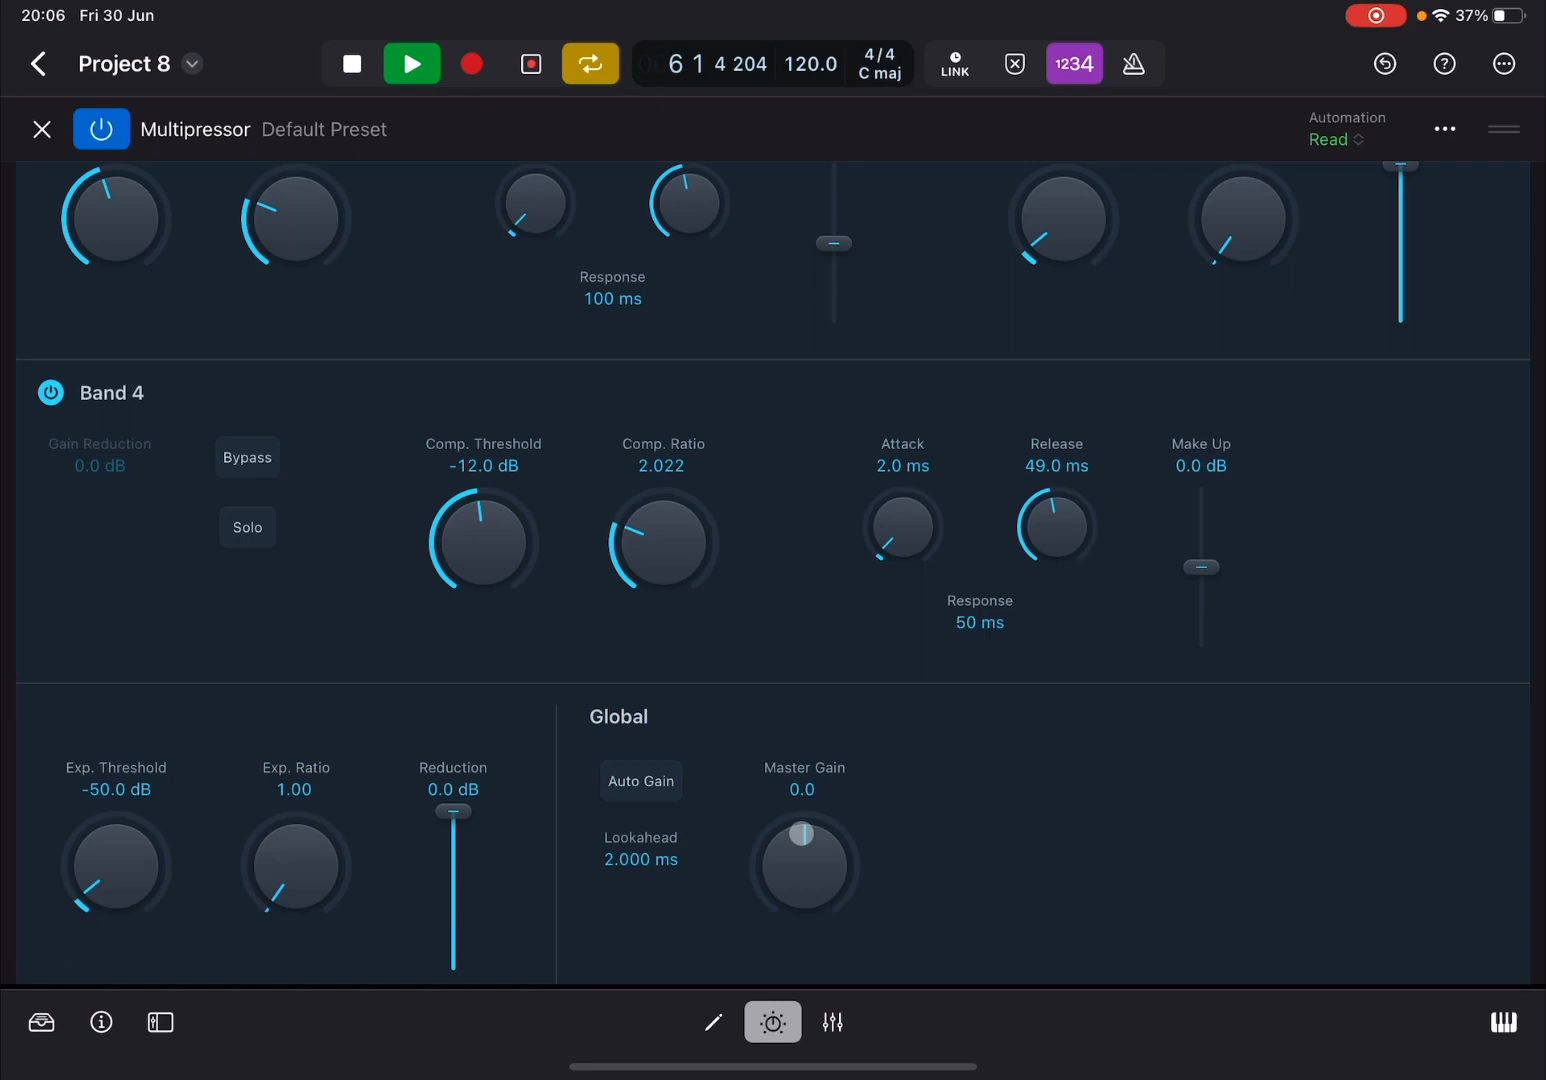 20:06 Fri 30 Jun 37%
Project 8 6 1 4 204 120.0 4/4 C maj LINK 1234
Multipressor Default Preset Automation Read
Response
100 ms
Band 4
Gain Reduction Bypass Comp. Threshold Comp. Ratio Attack Release Make Up
0.0 dB -12.0 dB 2.022 2.0 ms 49.0 ms 0.0 dB
Solo
Response
50 ms
Global
Exp. Threshold Exp. Ratio Reduction Auto Gain Master Gain
-50.0 dB 1.00 0.0 dB 0.0
Lookahead
2.000 ms